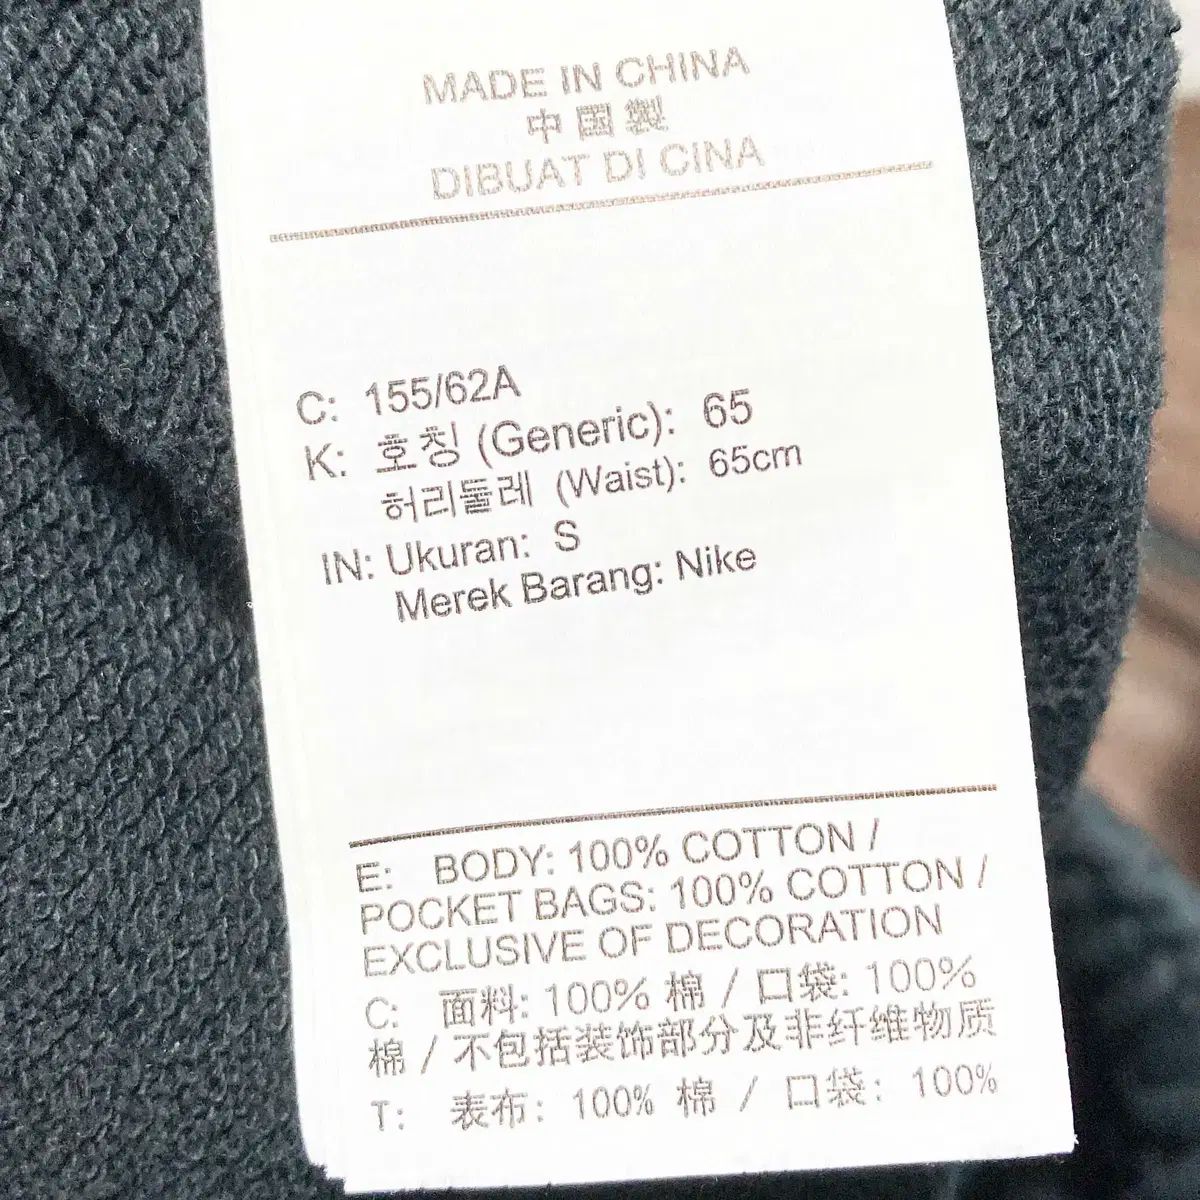 MADE IN CHINA
中国製
DIBUAT DI CINA
C: 155/62A
K: 호칭 (Generic): 65
허리둘레 (Waist): 65cm
IN: Ukuran: S
Merek Barang: Nike
E: BODY: 100% COTTON /
POCKET BAGS: 100% COTTON /
EXCLUSIVE OF DECORATION
C: 面料: 100% 棉 / 口袋: 100%
棉 / 不包括装饰部分及非纤维物质
T: 表布: 100% 棉 / 口袋: 100%